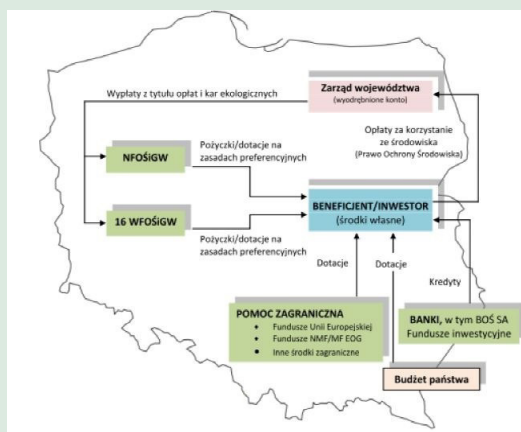 Zarząd województwa
(wyodrębnione konto)
Wypłaty z tytułu opłat i kar ekologicznych
Opłaty za korzystanie
ze środowiska
(Prawo Ochrony Środowiska)
NFOŚiGW
Pożyczki/dotacje na
zasadach preferencyjnych
BENEFICJENT/INWESTOR
(środki własne)
16 WFOŚiGW
Pożyczki/dotacje na
zasadach preferencyjnych
Dotacje
Dotacje
Kredyty
POMOC ZAGRANICZNA
• Fundusze Unii Europejskiej
• Fundusze NMF/MF EOG
• Inne środki zagraniczne
BANKI, w tym BOŚ SA
Fundusze inwestycyjne
Budżet państwa